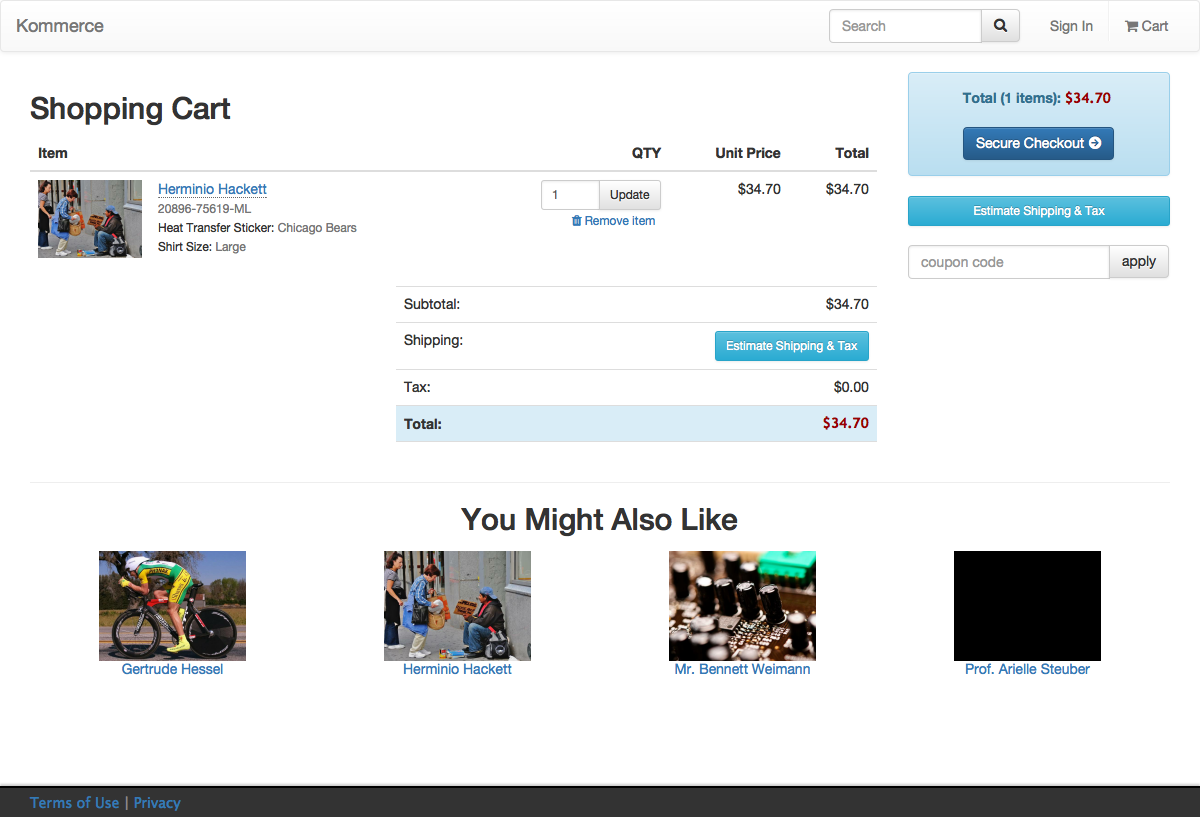 Kommerce
Search
Sign In
Cart
Shopping Cart
Item QTY Unit Price Total
Herminio Hackett
20896-75619-ML
Heat Transfer Sticker: Chicago Bears
Shirt Size: Large
1 Update
Remove item
$34.70 $34.70
Subtotal: $34.70
Shipping: Estimate Shipping & Tax
Tax: $0.00
Total: $34.70
Total (1 items): $34.70
Secure Checkout
Estimate Shipping & Tax
coupon code apply
You Might Also Like
Gertrude Hessel
Herminio Hackett
Mr. Bennett Weimann
Prof. Arielle Steuber
Terms of Use | Privacy